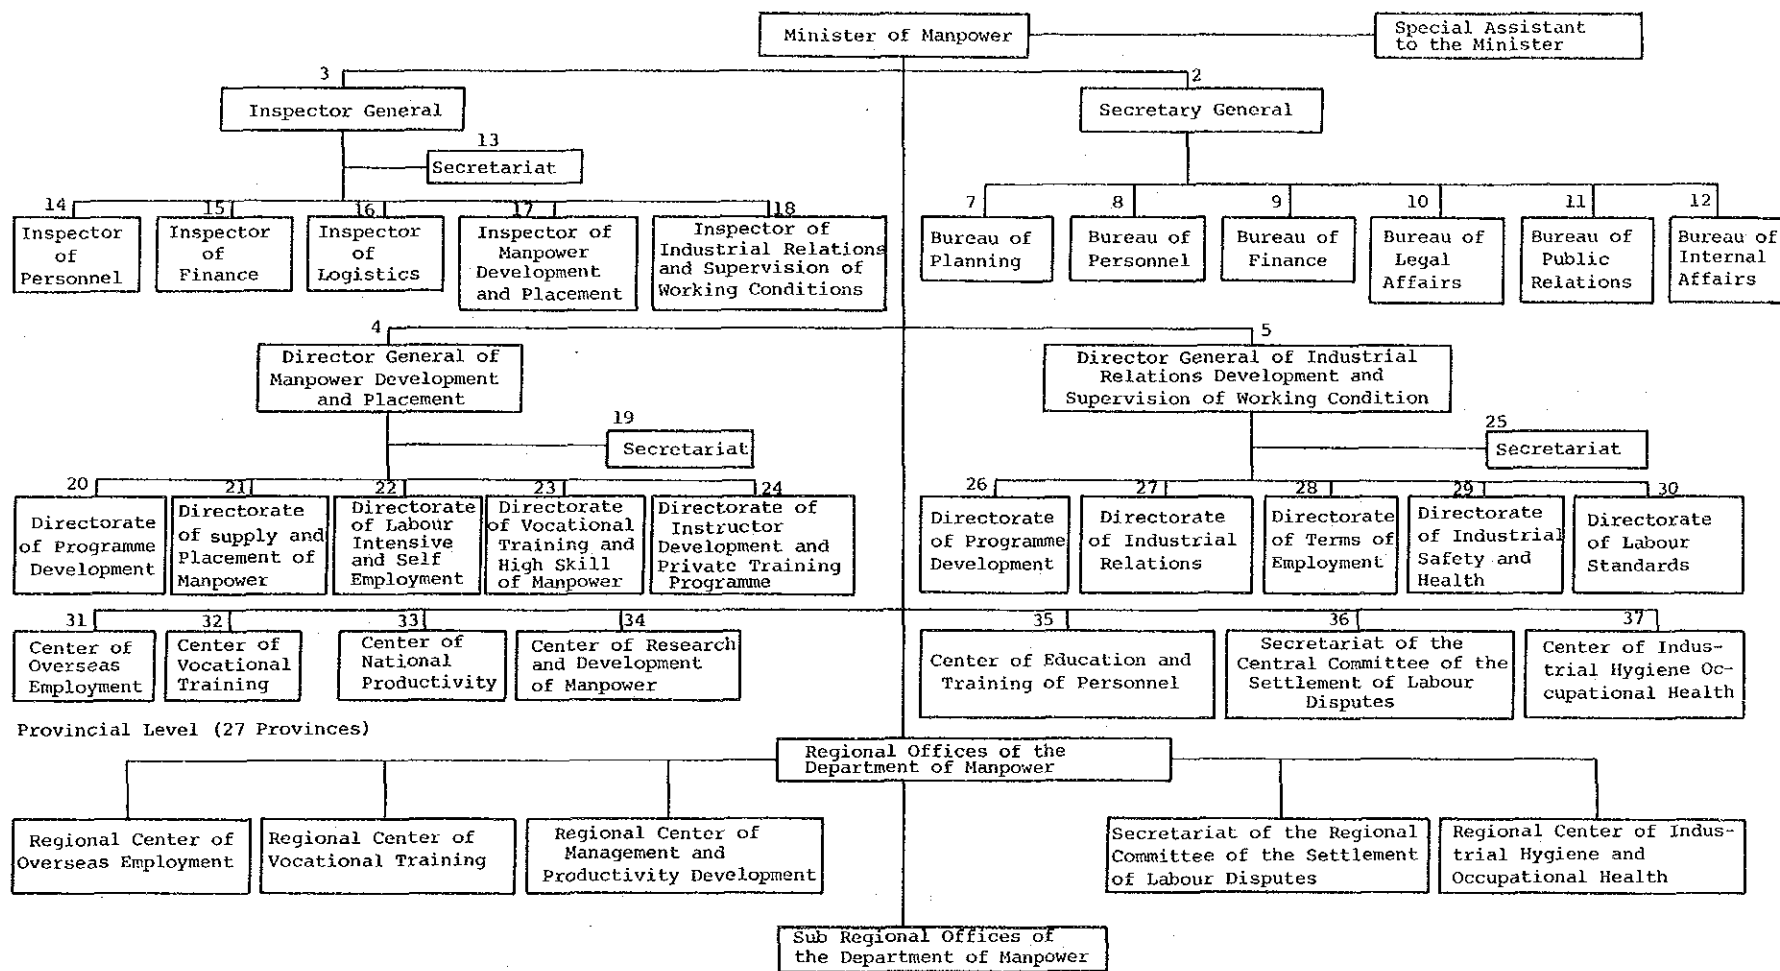 Minister of Manpower
Special Assistant
to the Minister
3
2
Inspector General
Secretary General
13
Secretariat
14
Inspector
of
Personnel
15
Inspector
of
Finance
16
Inspector
of
Logistics
17
Inspector of
Manpower
Development
and Placement
18
Inspector of
Industrial Relations
and Supervision of
Working Conditions
7
Bureau of
Planning
8
Bureau of
Personnel
9
Bureau of
Finance
10
Bureau of
Legal
Affairs
11
Bureau of
Public
Relations
12
Bureau of
Internal
Affairs
4
Director General of
Manpower Development
and Placement
5
Director General of Industrial
Relations Development and
Supervision of Working Condition
19
Secretariat
25
Secretariat
20
Directorate
of Programme
Development
21
Directorate
of supply and
Placement of
Manpower
22
Directorate
of Labour
Intensive
and Self
Employment
23
Directorate
of Vocational
Training and
High Skill
of Manpower
24
Directorate of
Instructor
Development and
Private Training
Programme
26
Directorate
of Programme
Development
27
Directorate
of Industrial
Relations
28
Directorate
of Terms of
Employment
29
Directorate
of Industrial
Safety and
Health
30
Directorate
of Labour
Standards
31
Center of
Overseas
Employment
32
Center of
Vocational
Training
33
Center of
National
Productivity
34
Center of Research
and Development
of Manpower
35
Center of Education and
Training of Personnel
36
Secretariat of the
Central Committee of the
Settlement of Labour
Disputes
37
Center of Indus-
trial Hygiene Oc-
cupational Health
Provincial Level (27 Provinces)
Regional Offices of the
Department of Manpower
Regional Center of
Overseas Employment
Regional Center of
Vocational Training
Regional Center of
Management and
Productivity Development
Secretariat of the Regional
Committee of the Settlement
of Labour Disputes
Regional Center of Indus-
trial Hygiene and
Occupational Health
Sub Regional Offices of
the Department of Manpower